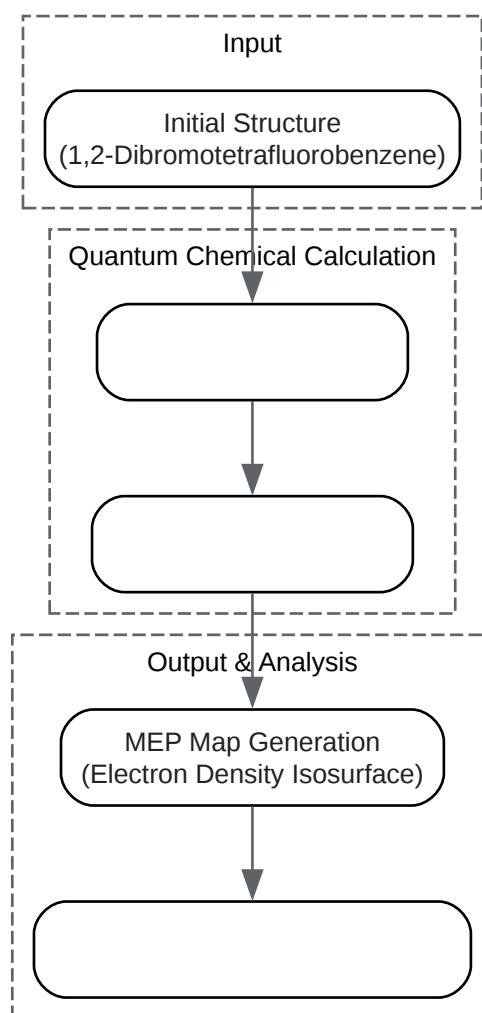 Input
Initial Structure
(1,2-Dibromotetrafluorobenzene)
Quantum Chemical Calculation
Output & Analysis
MEP Map Generation
(Electron Density Isosurface)